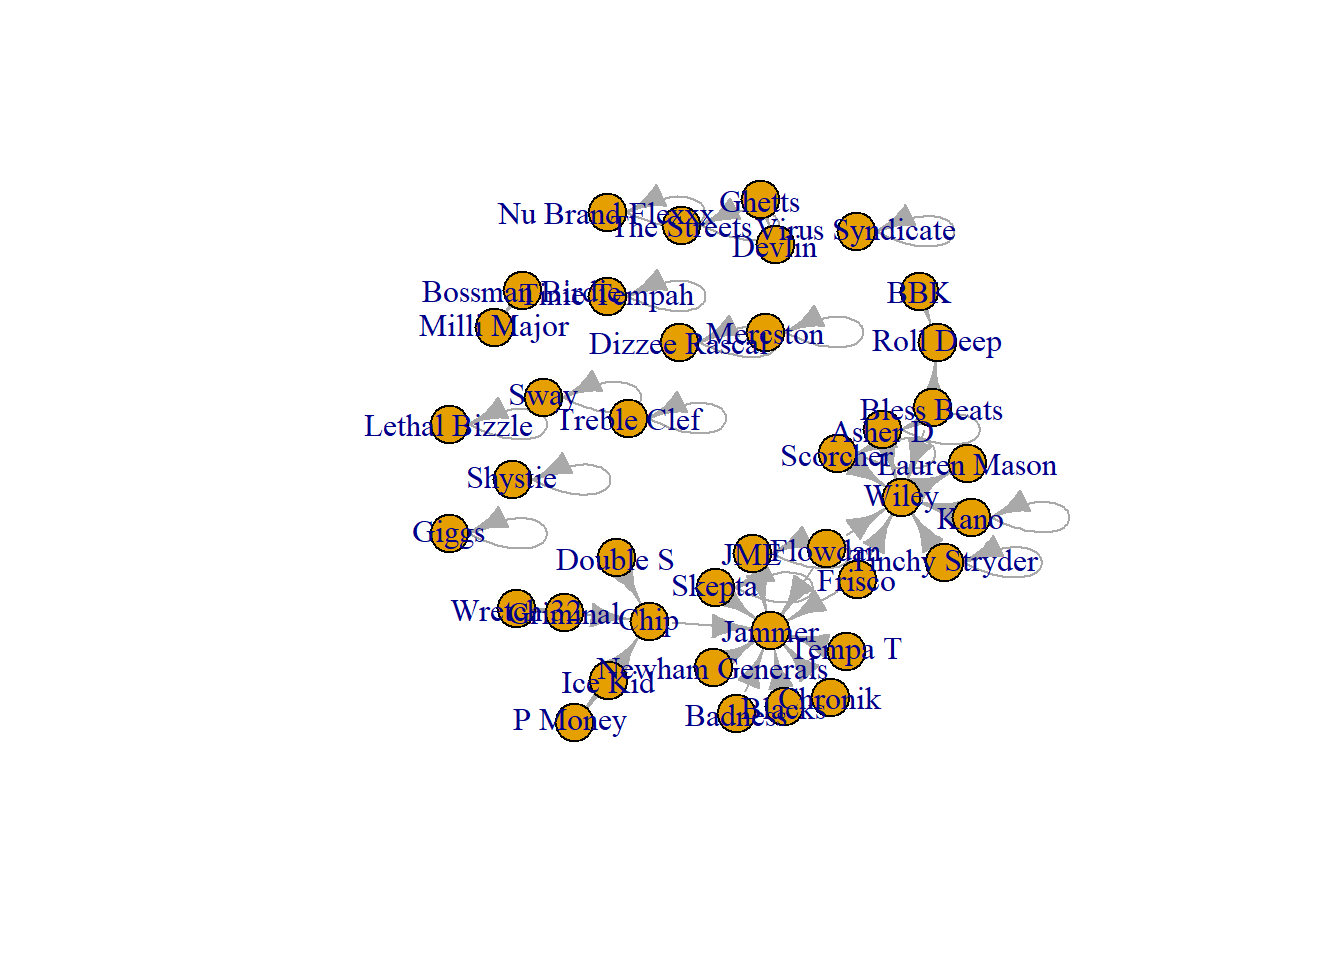 Ghetts
Nu Brand Flexxx
The Streets
Virus Syndicate
Devlin
Bossman Birdie
Tinie Tempah
BBK
Milli Major
Mercston
Dizzee Rascal
Roll Deep
Sway
Bless Beats
Lethal Bizzle
Treble Clef
Asher D
Scorcher
Lauren Mason
Shystie
Wiley
Kano
Giggs
Double S
JME
Flowdan
Tinchy Stryder
Skepta
Frisco
Wretch 32
Criminal
Chip
Jammer
Tempa T
Newham Generals
Ice Kid
Chronik
P Money
Badness
Blacks